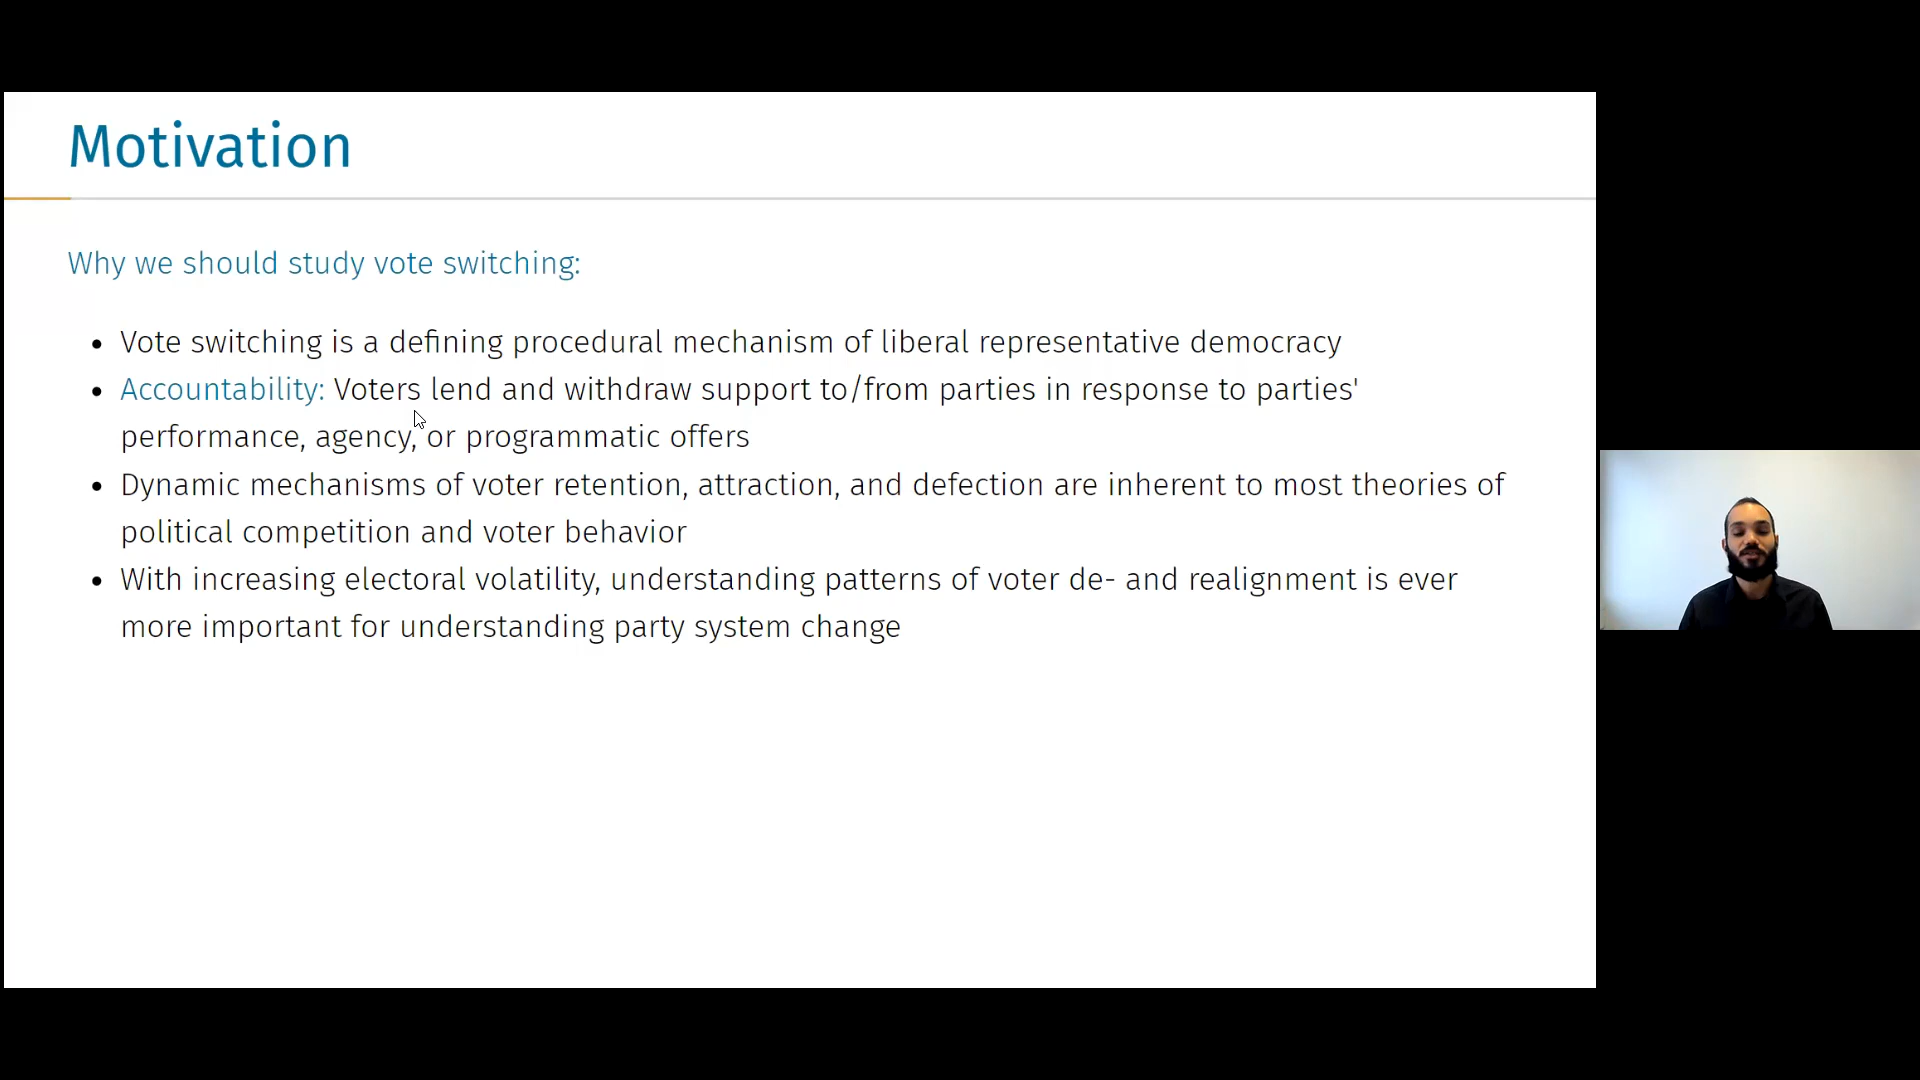 Motivation
Why we should study vote switching:
• Vote switching is a defining procedural mechanism of liberal representative democracy
• Accountability: Voters lend and withdraw support to/from parties in response to parties'
performance, agency, or programmatic offers
• Dynamic mechanisms of voter retention, attraction, and defection are inherent to most theories of
political competition and voter behavior
• With increasing electoral volatility, understanding patterns of voter de- and realignment is ever
more important for understanding party system change